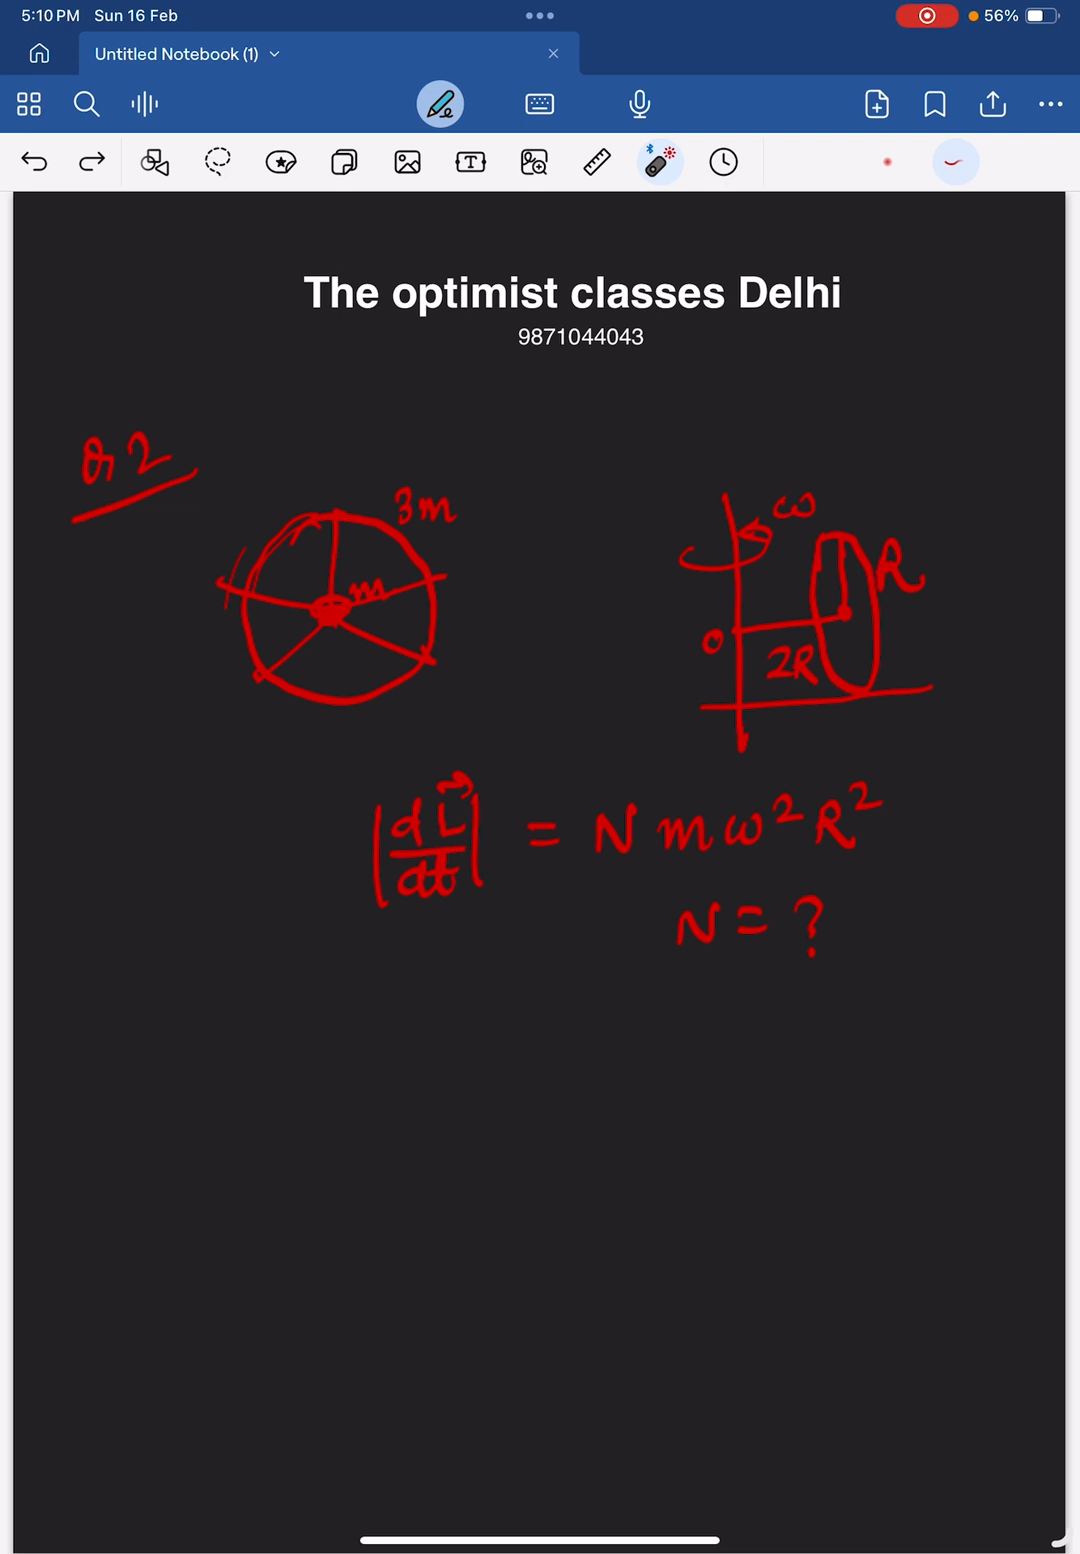 5:10 PM Sun 16 Feb
56%
Untitled Notebook (1)
The optimist classes Delhi
9871044043
Q2
3m
m
ω
R
O
2R
|dL⃗/dt| = N m ω² R²
N = ?